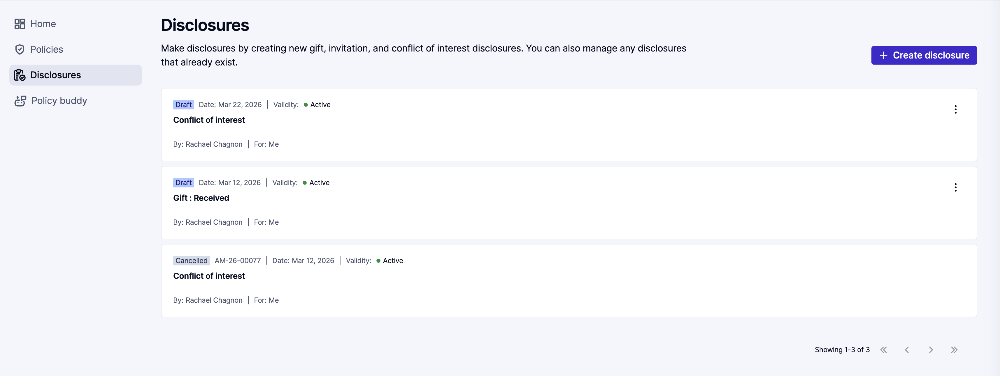 Home
Policies
Disclosures
Policy buddy
Disclosures
Make disclosures by creating new gift, invitation, and conflict of interest disclosures. You can also manage any disclosures
that already exist.
Create disclosure
Draft Date: Mar 22, 2026 | Validity: Active
Conflict of interest
By: Rachael Chagnon | For: Me
Draft Date: Mar 12, 2026 | Validity: Active
Gift : Received
By: Rachael Chagnon | For: Me
Cancelled AM-26-00077 | Date: Mar 12, 2026 | Validity: Active
Conflict of interest
By: Rachael Chagnon | For: Me
Showing 1-3 of 3